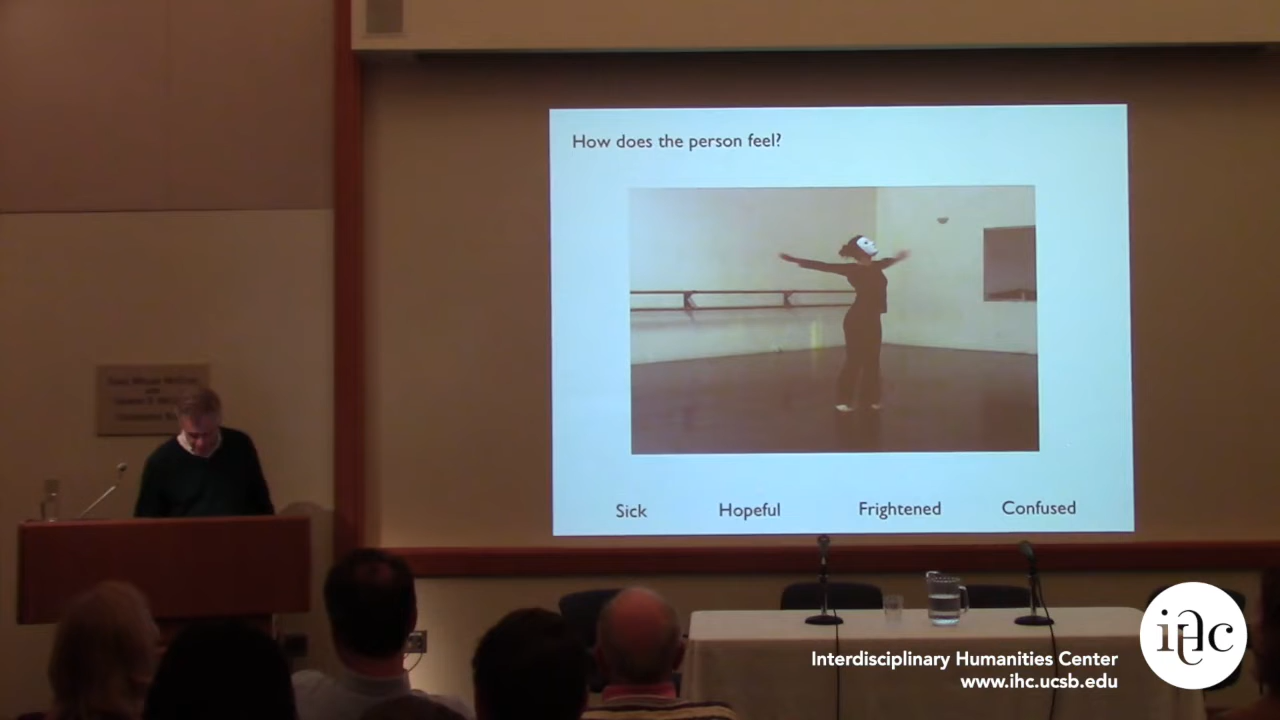 How does the person feel?
Sick Hopeful Frightened Confused
Interdisciplinary Humanities Center
www.ihc.ucsb.edu
ihc